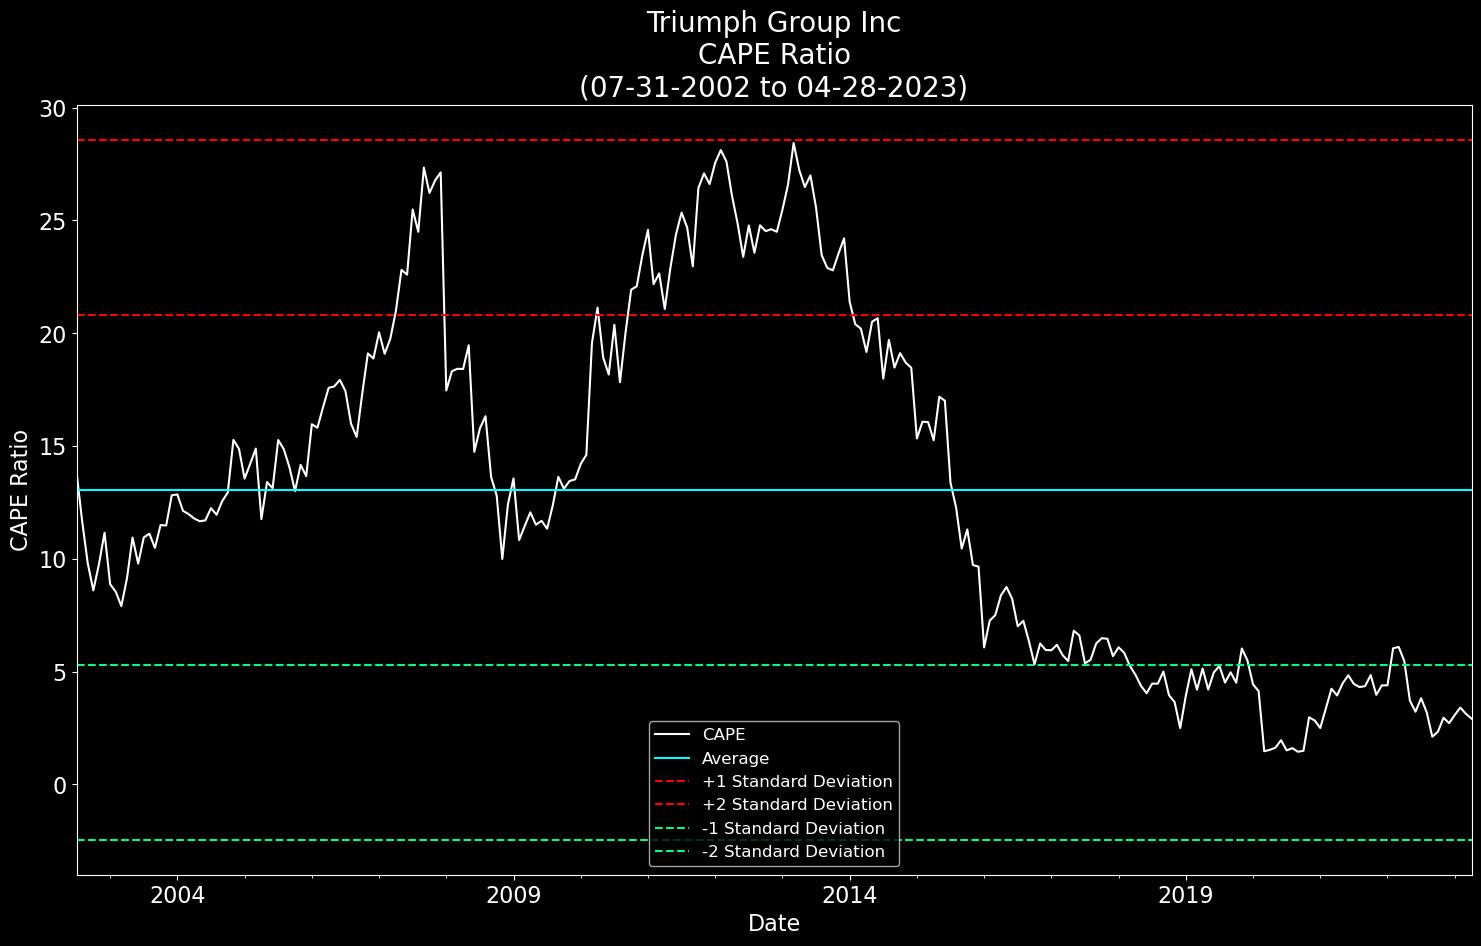 Triumph Group Inc
CAPE Ratio
(07-31-2002 to 04-28-2023)
30
25
20
15
10
5
0
CAPE Ratio
CAPE
Average
+1 Standard Deviation
+2 Standard Deviation
-1 Standard Deviation
-2 Standard Deviation
2004
2009
2014
2019
Date